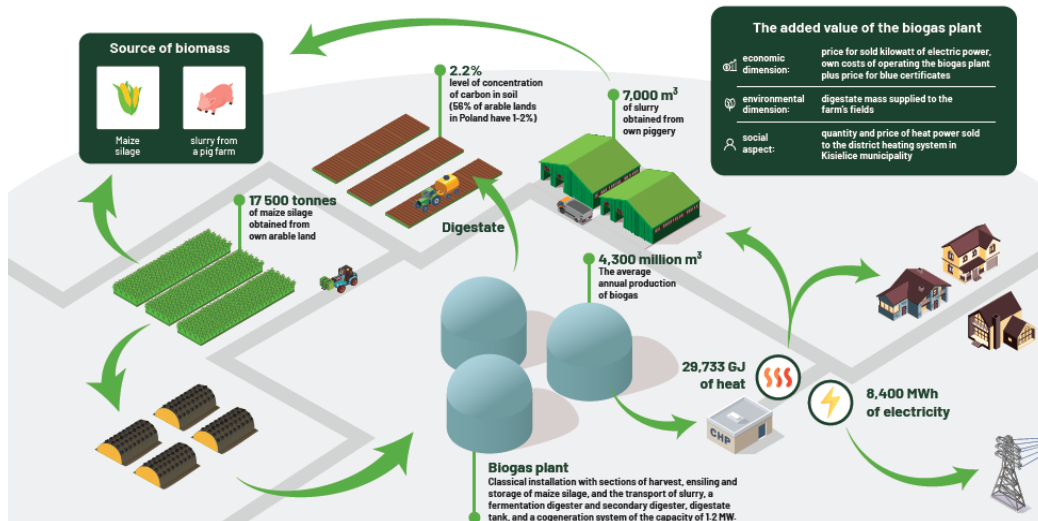 Source of biomass
Maize
silage
slurry from
a pig farm
2.2%
level of concentration
of carbon in soil
(56% of arable lands
in Poland have 1-2%)
7,000 m³
of slurry
obtained from
own piggery
The added value of the biogas plant
economic
dimension:
price for sold kilowatt of electric power,
own costs of operating the biogas plant
plus price for blue certificates
environmental
dimension:
digestate mass supplied to the
farm's fields
social
aspect:
quantity and price of heat power sold
to the district heating system in
Kisielice municipality
17 500 tonnes
of maize silage
obtained from
own arable land
Digestate
4,300 million m³
The average
annual production
of biogas
29,733 GJ
of heat
8,400 MWh
of electricity
CHP
Biogas plant
Classical installation with sections of harvest, ensiling and
storage of maize silage, and the transport of slurry, a
fermentation digester and secondary digester, digestate
tank, and a cogeneration system of the capacity of 1.2 MW.